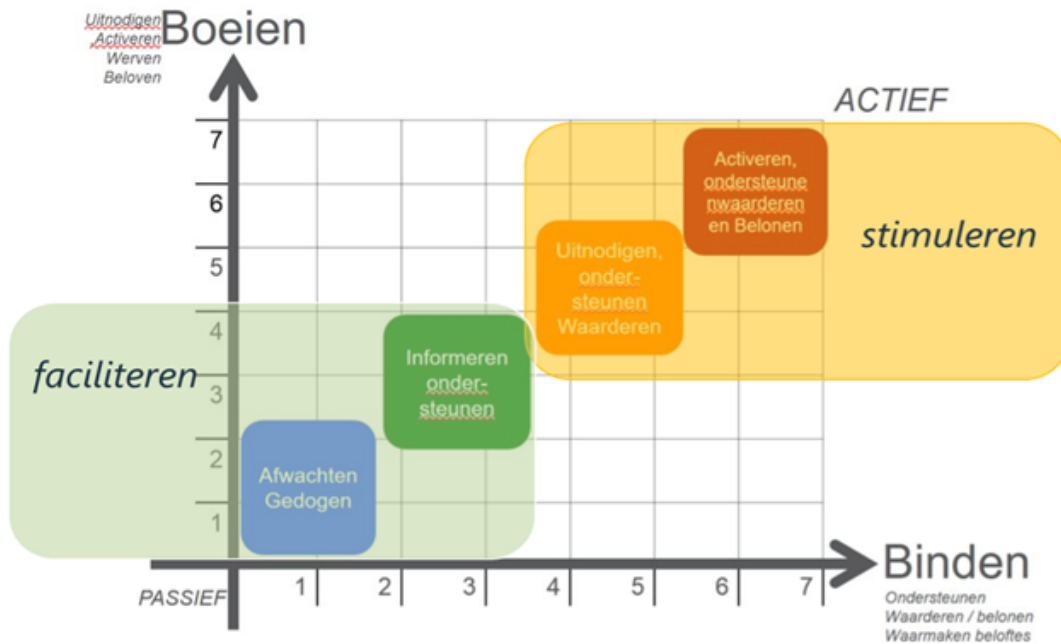 Uitnodigen
,Activeren
Werven
Beloven
Boeien
ACTIEF
7
6
5
4
3
2
1
Activeren,
ondersteune
nwaarderen
en Belonen
stimuleren
Uitnodigen,
onder-
steunen
Waarderen
faciliteren
Informeren
onder-
steunen
Afwachten
Gedogen
PASSIEF
1 2 3 4 5 6 7
Binden
Ondersteunen
Waarderen / belonen
Waarmaken beloftes